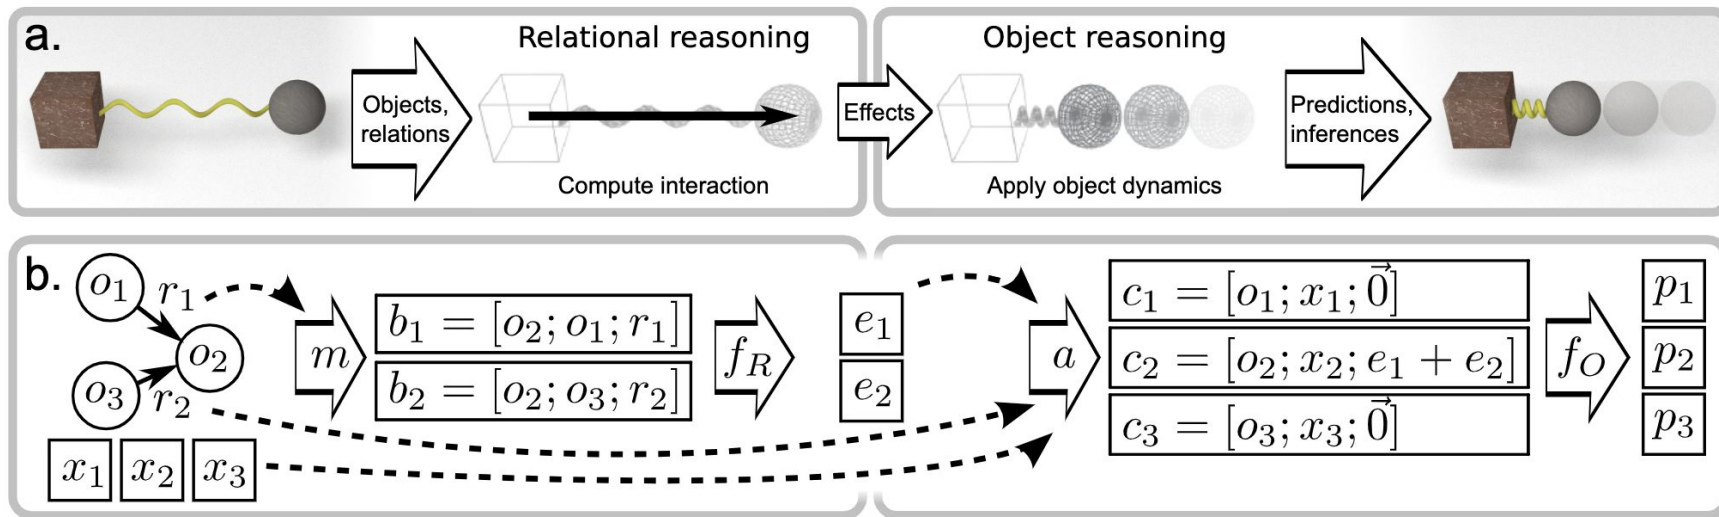 a.
Relational reasoning
Object reasoning
Objects,
relations
Effects
Predictions,
inferences
Compute interaction
Apply object dynamics
b.
o₁
r₁
o₂
o₃
r₂
x₁ x₂ x₃
m
b₁ = [o₂; o₁; r₁]
b₂ = [o₂; o₃; r₂]
f_R
e₁
e₂
a
c₁ = [o₁; x₁; 0⃗]
c₂ = [o₂; x₂; e₁ + e₂]
c₃ = [o₃; x₃; 0⃗]
f_O
p₁
p₂
p₃